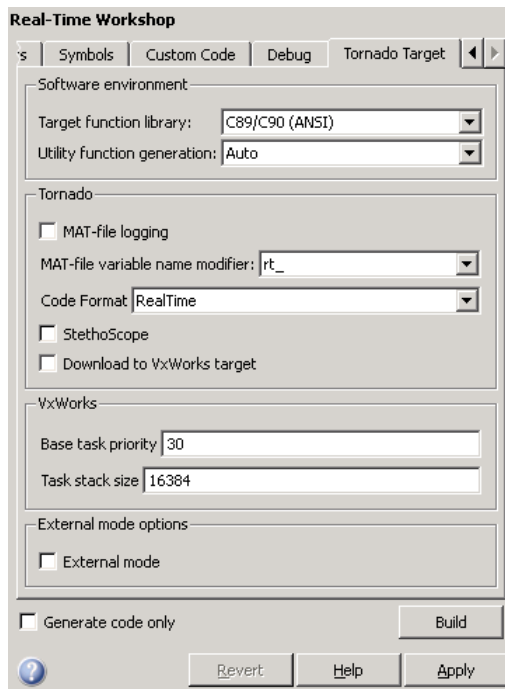 Real-Time Workshop
s Symbols Custom Code Debug Tornado Target
Software environment
Target function library: C89/C90 (ANSI)
Utility function generation: Auto
Tornado
MAT-file logging
MAT-file variable name modifier: rt_
Code Format RealTime
StethoScope
Download to VxWorks target
VxWorks
Base task priority 30
Task stack size 16384
External mode options
External mode
Generate code only Build
? Revert Help Apply